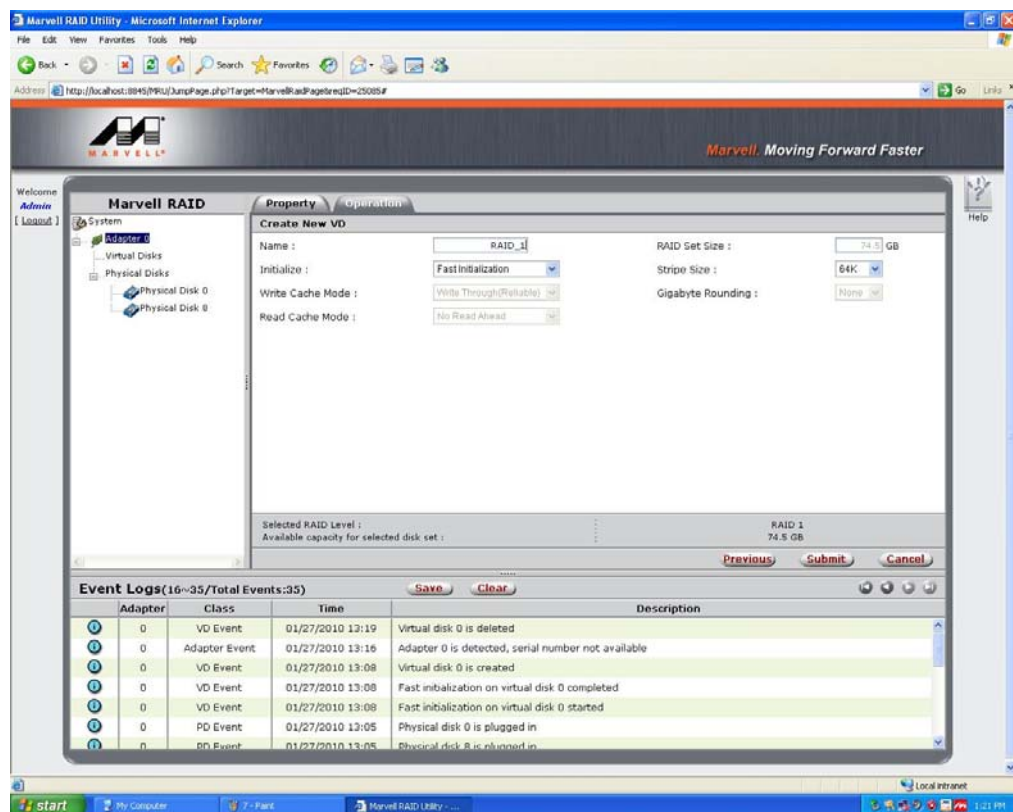 Marvell RAID Utility - Microsoft Internet Explorer
File Edit View Favorites Tools Help
Back Search Favorites
Address http://localhost:8845/MRU/JumpPage.php?Target=MarvellRaidPage&reqID=25085# Go Links
MARVELL®
Marvell. Moving Forward Faster
Welcome
Admin
[ Logout ]
Help
Marvell RAID
Property Operation
System
Adapter 0
Virtual Disks
Physical Disks
Physical Disk 0
Physical Disk 8
Create New VD
Name : RAID_1 RAID Set Size : 74.5 GB
Initialize : Fast Initialization Stripe Size : 64K
Write Cache Mode : Write Through(Reliable) Gigabyte Rounding : None
Read Cache Mode : No Read Ahead
Selected RAID Level : RAID 1
Available capacity for selected disk set : 74.5 GB
Previous Submit Cancel
Event Logs(16~35/Total Events:35) Save Clear
Adapter Class Time Description
0 VD Event 01/27/2010 13:19 Virtual disk 0 is deleted
0 Adapter Event 01/27/2010 13:16 Adapter 0 is detected, serial number not available
0 VD Event 01/27/2010 13:08 Virtual disk 0 is created
0 VD Event 01/27/2010 13:08 Fast initialization on virtual disk 0 completed
0 VD Event 01/27/2010 13:08 Fast initialization on virtual disk 0 started
0 PD Event 01/27/2010 13:05 Physical disk 0 is plugged in
0 PD Event 01/27/2010 13:05 Physical disk 8 is plugged in
Local intranet
start My Computer 7 - Paint Marvell RAID Utility - ... 1:21 PM